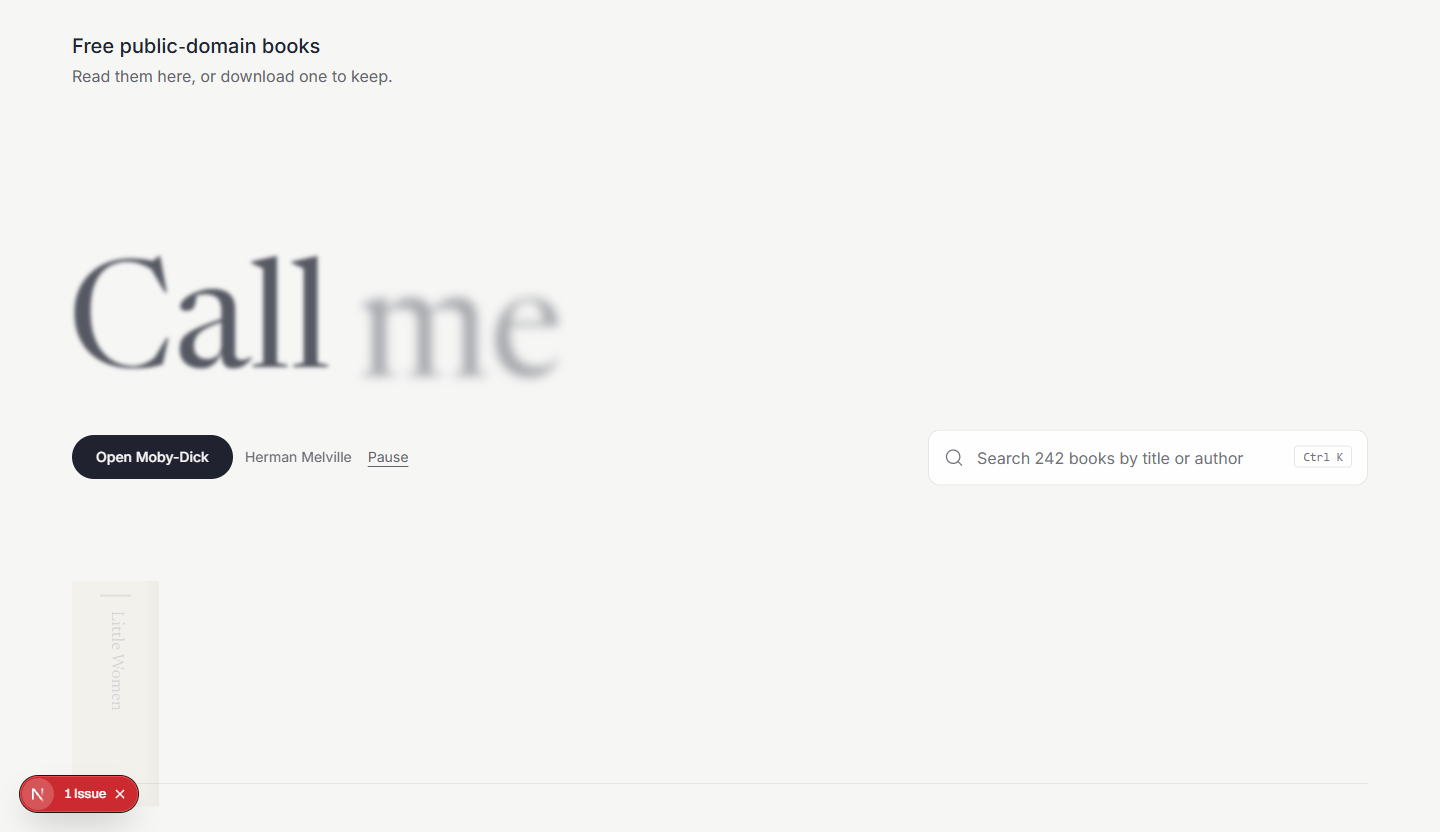 Free public-domain books
Read them here, or download one to keep.
Call me
Open Moby-Dick
Herman Melville
Pause
Search 242 books by title or author
Ctrl K
Little Women
N
1 Issue